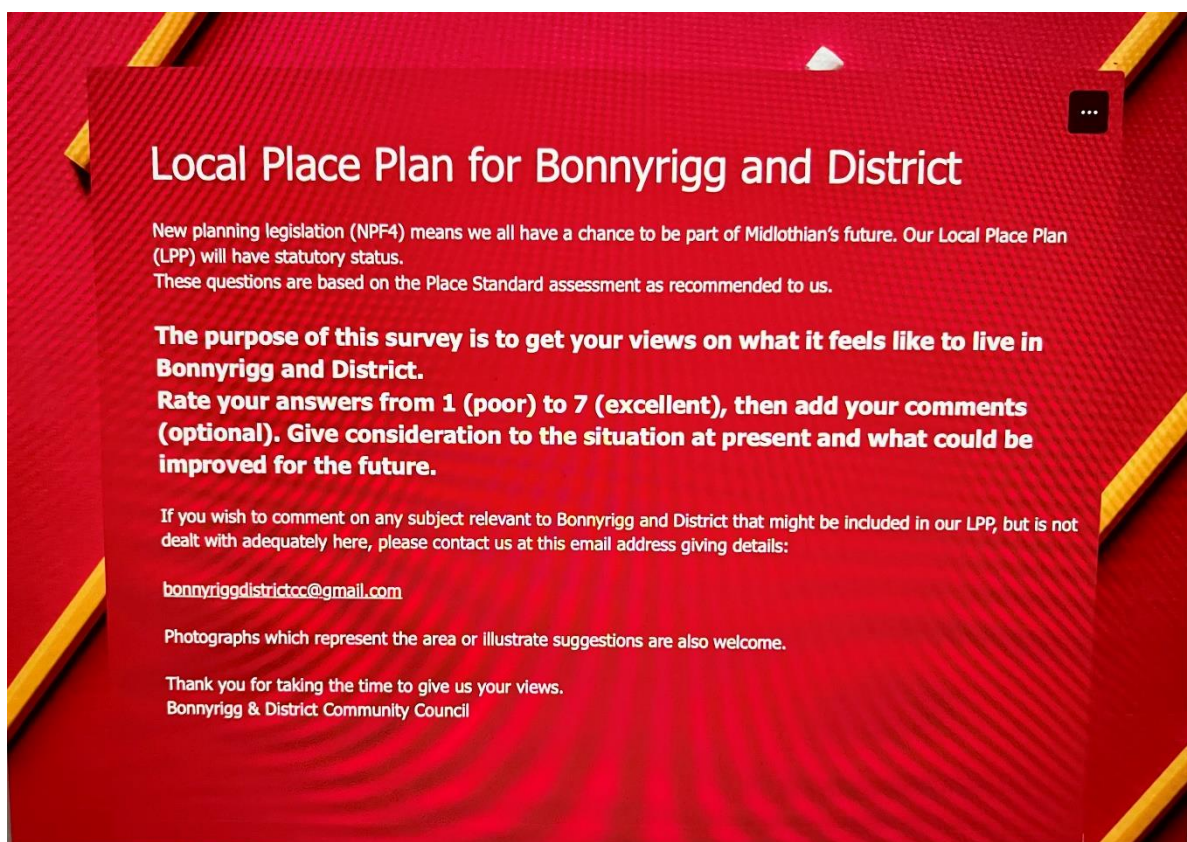 Local Place Plan for Bonnyrigg and District
New planning legislation (NPF4) means we all have a chance to be part of Midlothian's future. Our Local Place Plan
(LPP) will have statutory status.
These questions are based on the Place Standard assessment as recommended to us.
The purpose of this survey is to get your views on what it feels like to live in
Bonnyrigg and District.
Rate your answers from 1 (poor) to 7 (excellent), then add your comments
(optional). Give consideration to the situation at present and what could be
improved for the future.
If you wish to comment on any subject relevant to Bonnyrigg and District that might be included in our LPP, but is not
dealt with adequately here, please contact us at this email address giving details:
bonnyriggdistrictcc@gmail.com
Photographs which represent the area or illustrate suggestions are also welcome.
Thank you for taking the time to give us your views.
Bonnyrigg & District Community Council